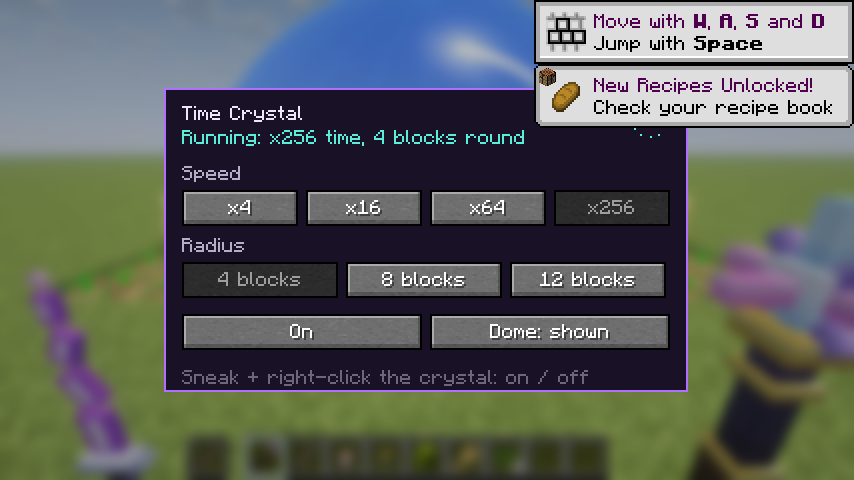 Move with W, A, S and D
Jump with Space
New Recipes Unlocked!
Check your recipe book
Time Crystal
Running: x256 time, 4 blocks round
Speed
x4
x16
x64
x256
Radius
4 blocks
8 blocks
12 blocks
On
Dome: shown
Sneak + right-click the crystal: on / off